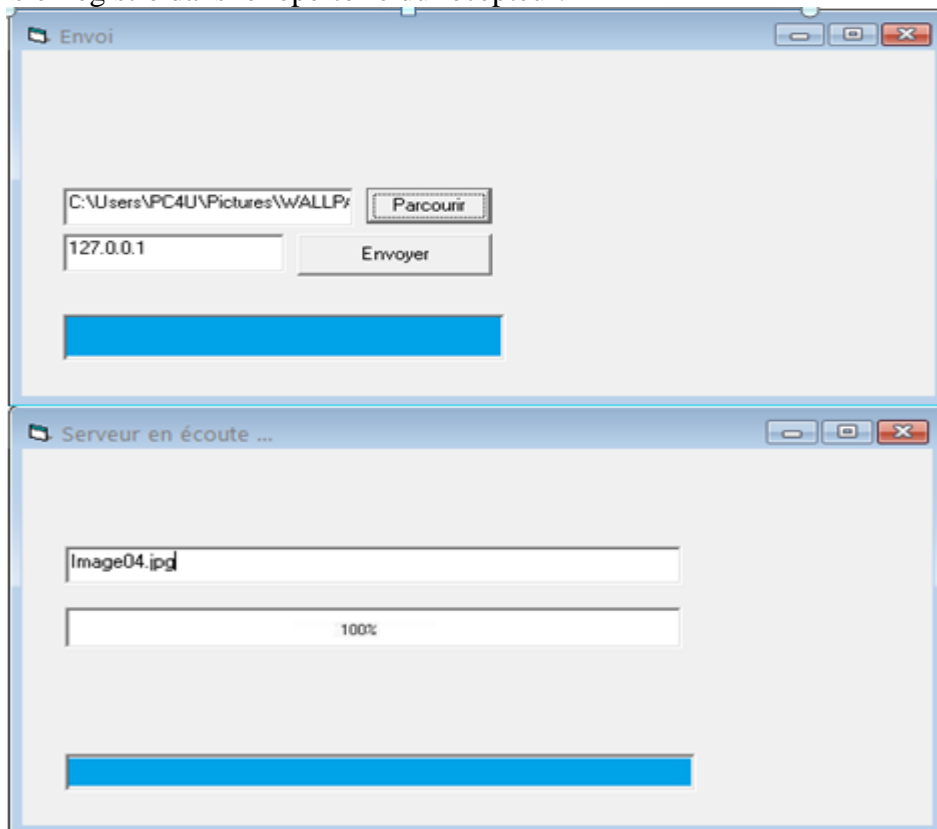 Envoi
C:\Users\PC4U\Pictures\WALLPA
Parcourir
127.0.0.1
Envoyer
Serveur en écoute ...
Image04.jpg
100%